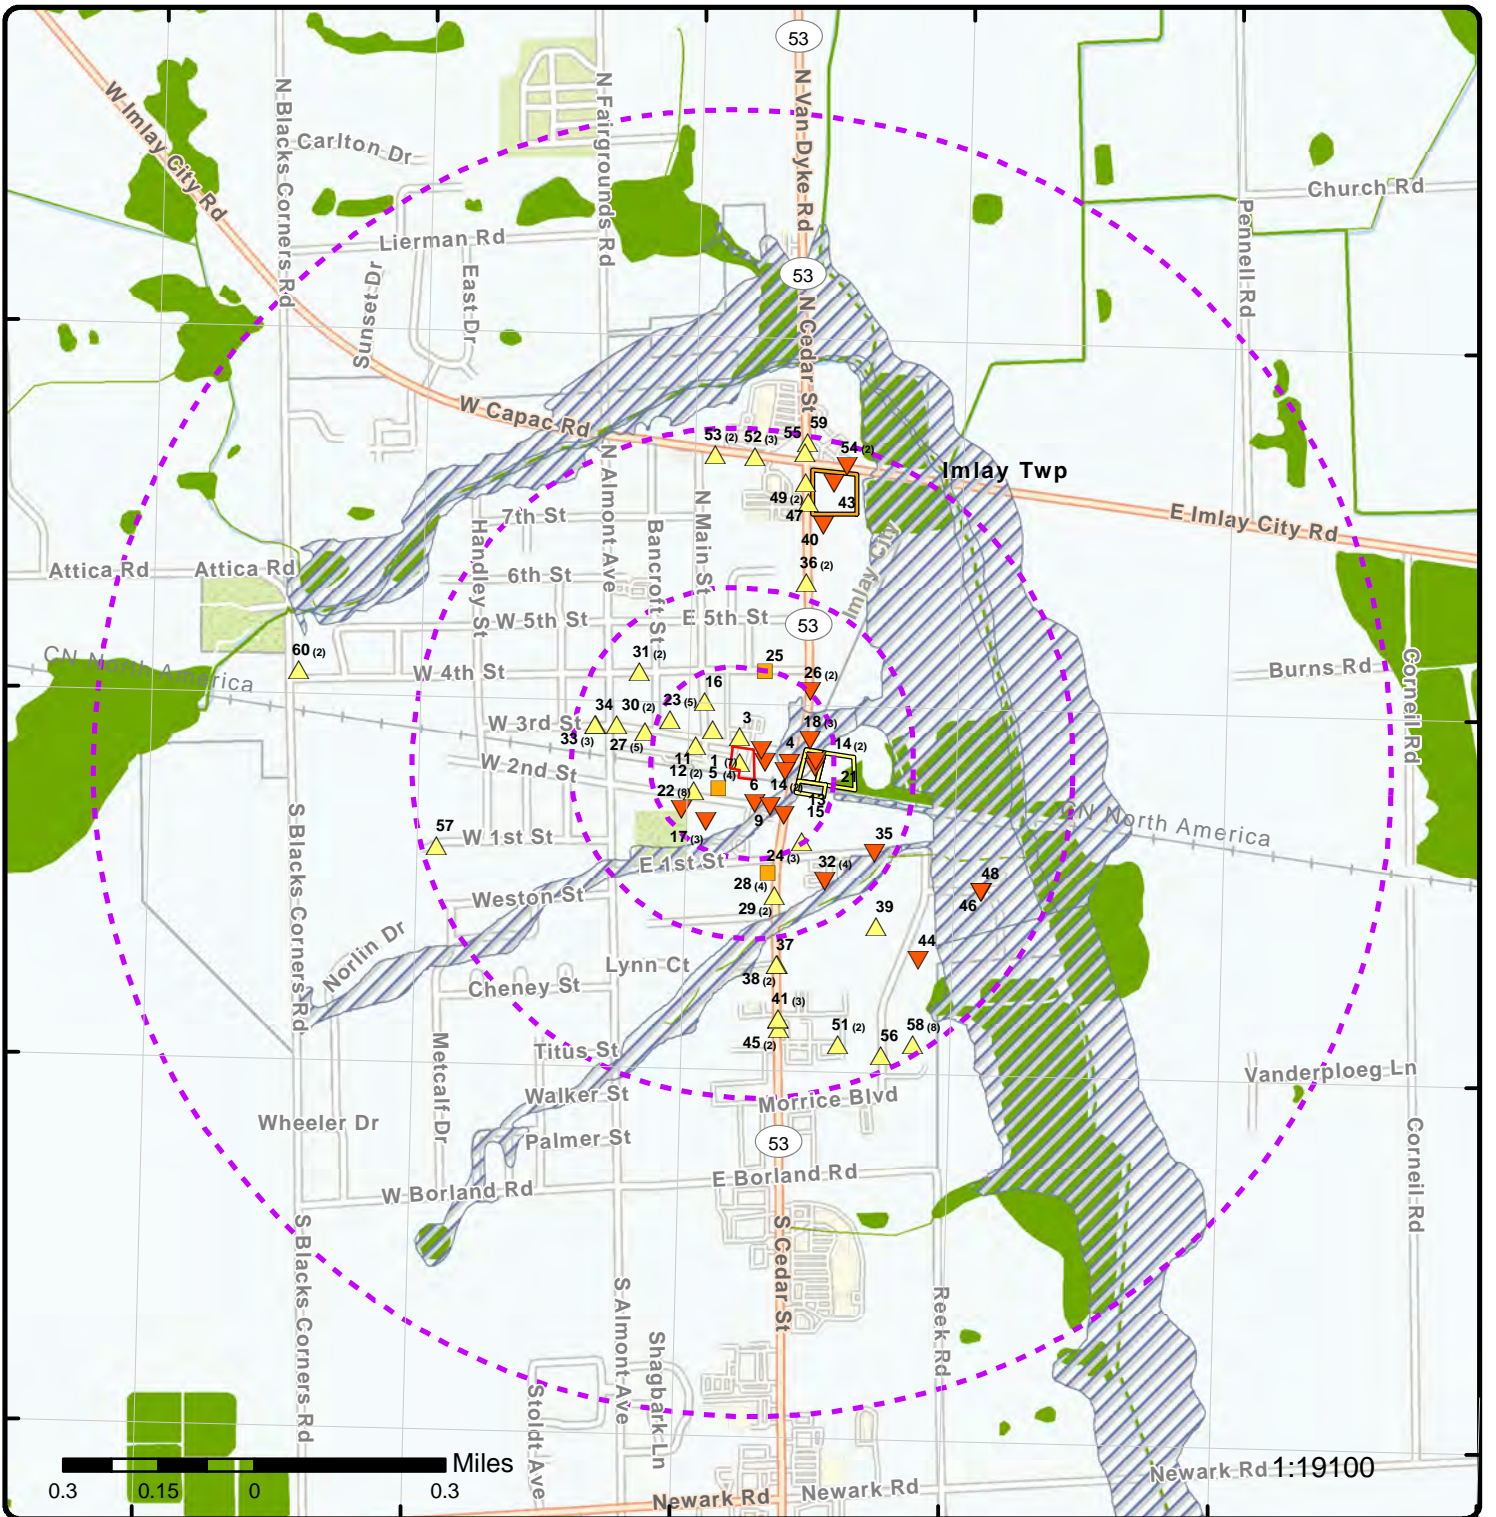 53
N Van Dyke Rd
W Imlay City Rd
N Blacks Corners Rd
N Fairgrounds Rd
Carlton Dr
Church Rd
Pennell Rd
Lierman Rd
Sunset Dr
East Dr
53
N Cedar St
W Capac Rd
53 (2)
52 (3)
55
59
54 (2)
Imlay Twp
49 (2)
43
47
40
E Imlay City Rd
7th St
Handley St
N Almont Ave
Bancroft St
N Main St
Imlay City
Attica Rd
Attica Rd
6th St
36 (2)
W 5th St
E 5th St
53
CN North America
60 (2)
W 4th St
31 (2)
25
26 (2)
Burns Rd
Corneil Rd
16
23 (5)
34
30 (2)
W 3rd St
33 (3)
27 (5)
3
18 (3)
4
14 (2)
11
1 (7)
W 2nd St
12 (2)
5 (4)
21
22 (8)
6
14 (2)
13
15
9
CN North America
57
W 1st St
17 (3)
35
E 1st St
24 (3)
32 (4)
28 (4)
48
46
Weston St
29 (2)
39
S Blacks Corners Rd
Norlin Dr
Lynn Ct
37
44
38 (2)
Cheney St
41 (3)
Metcalf Dr
Titus St
45 (2)
51 (2)
56
58 (8)
Vanderploeg Ln
Walker St
Morrice Blvd
Wheeler Dr
Palmer St
53
Corneil Rd
W Borland Rd
E Borland Rd
S Blacks Corners Rd
S Cedar St
S Almont Ave
Shagbark Ln
Stoldt Ave
Reek Rd
Miles
0.3
0.15
0
0.3
Newark Rd
Newark Rd
Newark Rd
1:19100